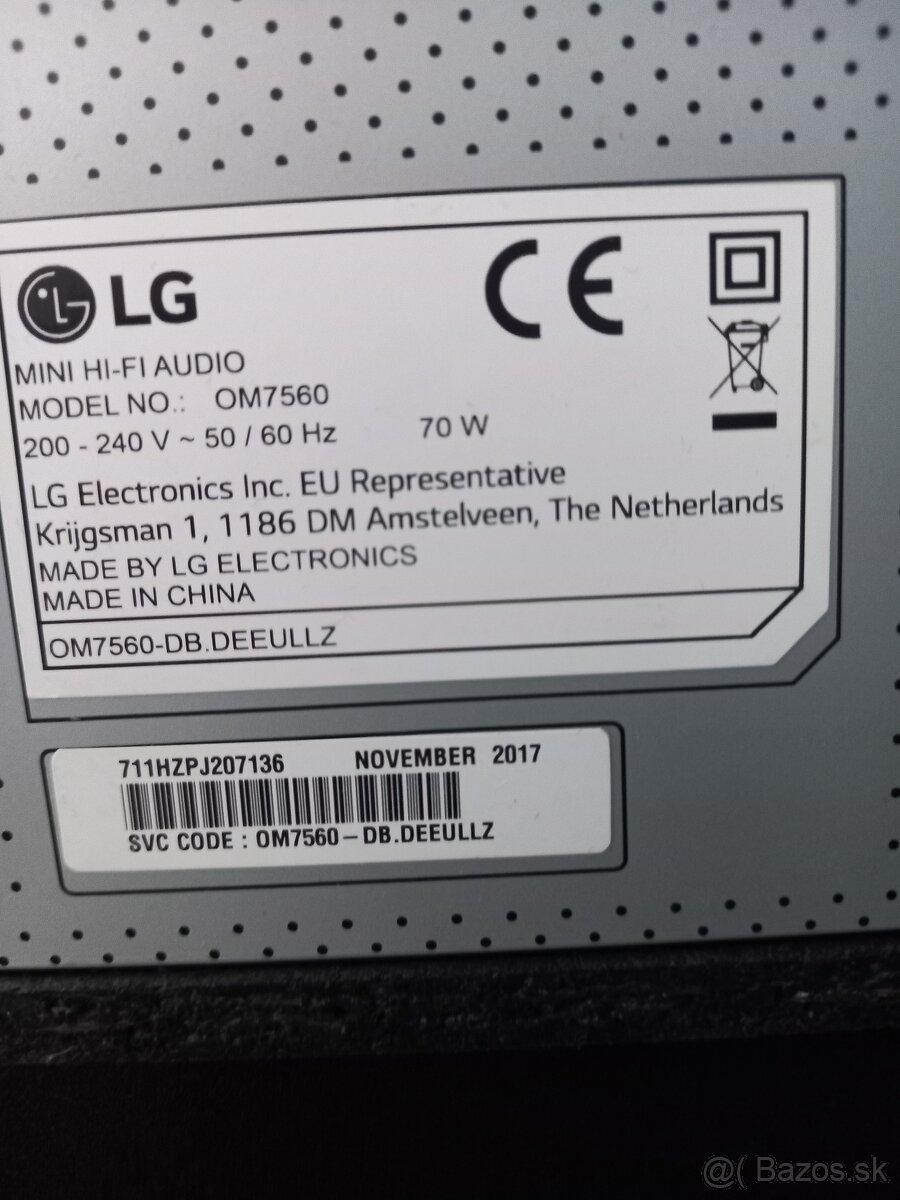 LG
CE
MINI HI-FI AUDIO
MODEL NO.: OM7560
200 - 240 V ~ 50 / 60 Hz 70 W
LG Electronics Inc. EU Representative
Krijgsman 1, 1186 DM Amstelveen, The Netherlands
MADE BY LG ELECTRONICS
MADE IN CHINA
OM7560-DB.DEEULLZ
711HZPJ207136 NOVEMBER 2017
SVC CODE : OM7560-DB.DEEULLZ
@( Bazos.sk